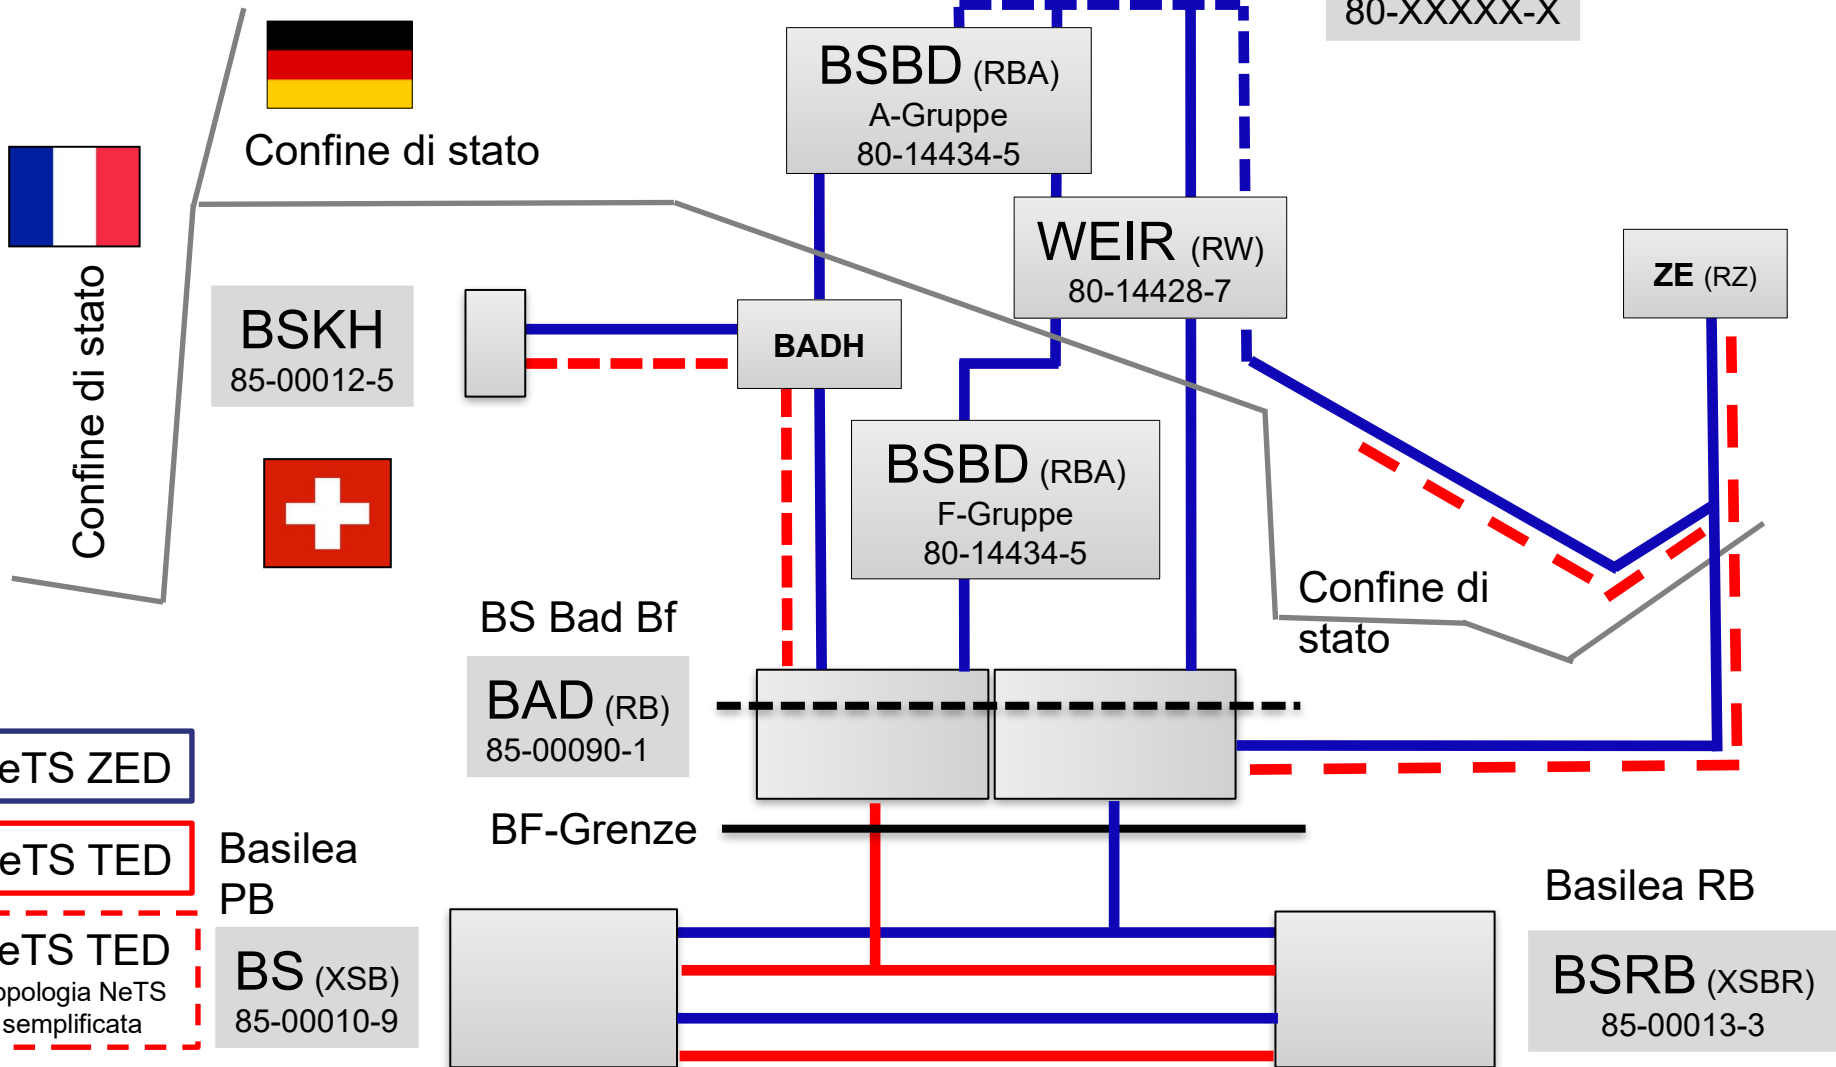 80-XXXXX-X
BSBD (RBA)
A-Gruppe
80-14434-5
Confine di stato
WEIR (RW)
80-14428-7
ZE (RZ)
Confine di stato
BSKH
85-00012-5
BADH
BSBD (RBA)
F-Gruppe
80-14434-5
Confine di
stato
BS Bad Bf
BAD (RB)
85-00090-1
eTS ZED
BF-Grenze
eTS TED
Basilea
PB
Basilea RB
eTS TED
opologia NeTS
semplificata
BS (XSB)
85-00010-9
BSRB (XSBR)
85-00013-3